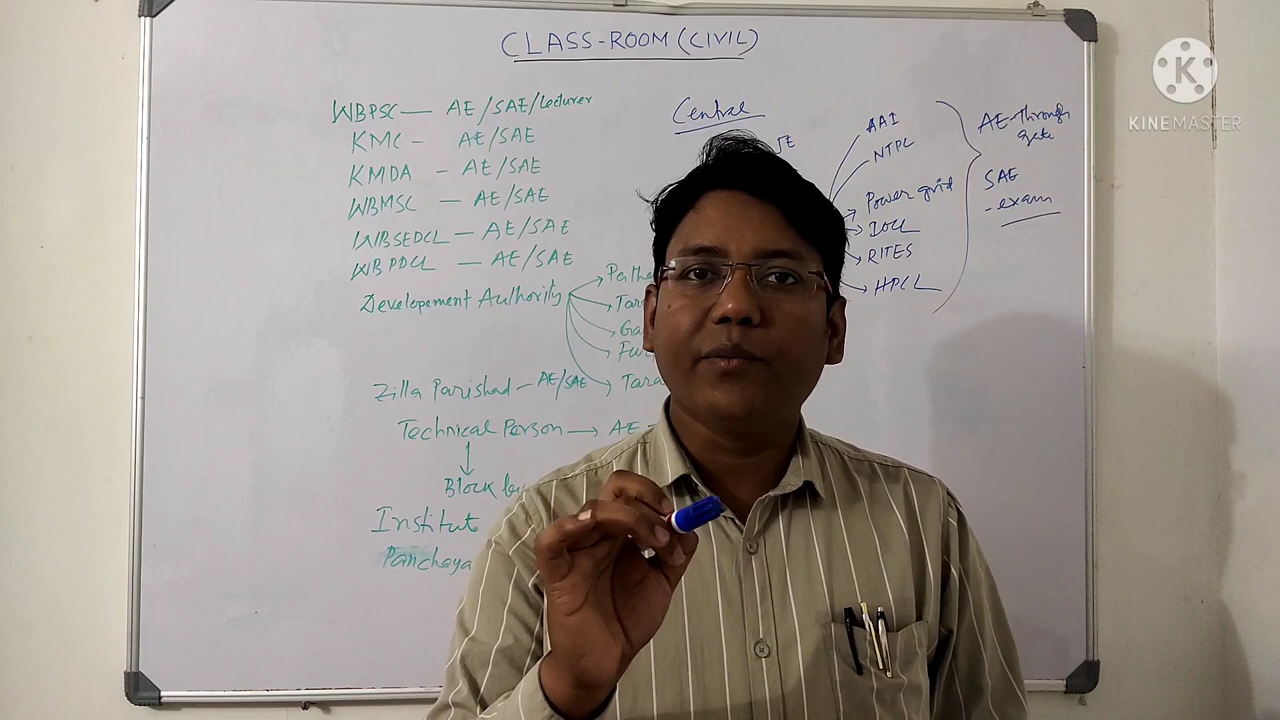 CLASS-ROOM (CIVIL)
WBPSC — AE/SAE/Lecturer
KMC - AE/SAE
KMDA - AE/SAE
WBMSC — AE/SAE
WBSEDCL — AE/SAE
WBPDCL — AE/SAE
Developement Authority
Tara
Zilla Parishad - AE/SAE
Technical Person → AE
Block
Institut
Panchaya
Central
AAI
NTPC
Power grid
IOCL
RITES
HPCL
AE-through
gate
SAE
- exam
K
KINEMASTER